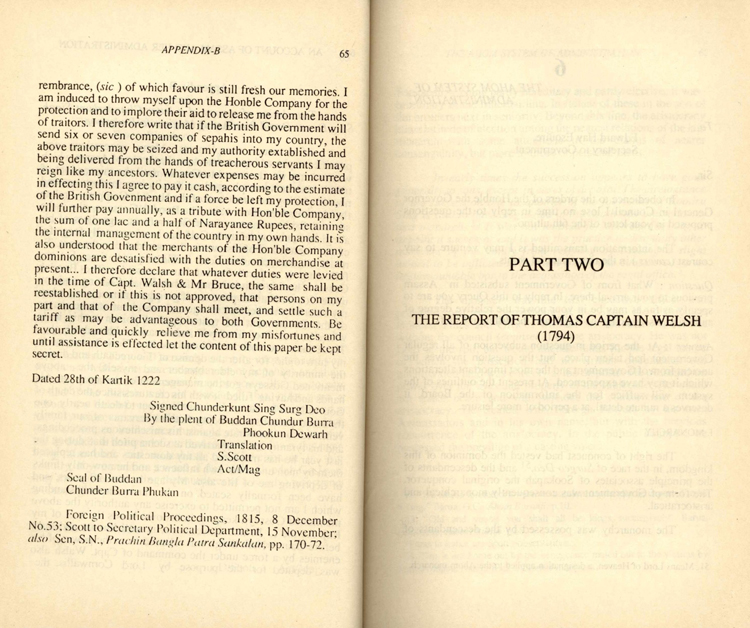 APPENDIX-B
65
rembrance, (sic ) of which favour is still fresh our memories. I
am induced to throw myself upon the Honble Company for the
protection and to implore their aid to release me from the hands
of traitors. I therefore write that if the British Government will
send six or seven companies of sepahis into my country, the
above traitors may be seized and my authority extablished and
being delivered from the hands of treacherous servants I may
reign like my ancestors. Whatever expenses may be incurred
in effecting this I agree to pay it cash, according to the estimate
of the British Govenment and if a force be left my protection, I
will further pay annually, as a tribute with Hon'ble Company,
the sum of one lac and a half of Narayanee Rupees, retaining
the internal management of the country in my own hands. It is
also understood that the merchants of the Hon'ble Company
dominions are desatisfied with the duties on merchandise at
present... I therefore declare that whatever duties were levied
in the time of Capt. Walsh & Mr Bruce, the same shall be
reestablished or if this is not approved, that persons on my
part and that of the Company shall meet, and settle such a
tariff as may be advantageous to both Governments. Be
favourable and quickly relieve me from my misfortunes and
until assistance is effected let the content of this paper be kept
secret.
Dated 28th of Kartik 1222
Signed Chunderkunt Sing Surg Deo
By the plent of Buddan Chundur Burra
Phookun Dewarh
Translation
S.Scott
Act/Mag
Seal of Buddan
Chunder Burra Phukan
Foreign Political Proceedings, 1815, 8 December
No.53; Scott to Secretary Political Department, 15 November;
also Sen, S.N., Prachin Bangla Patra Sankalan, pp. 170-72.
PART TWO
THE REPORT OF THOMAS CAPTAIN WELSH
(1794)